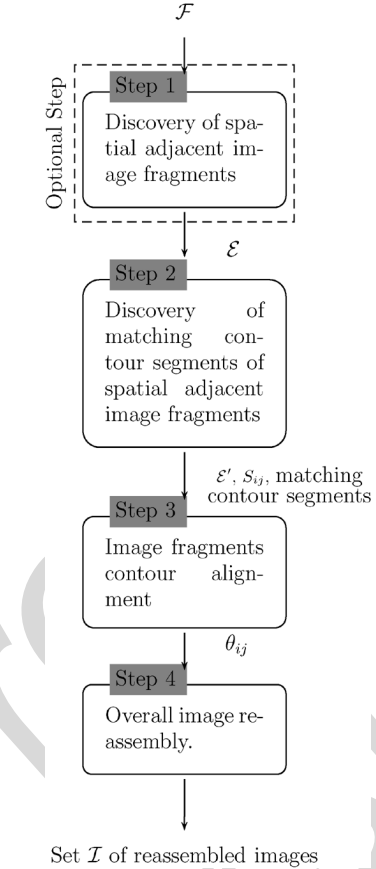 ℱ
Optional Step
Step 1
Discovery of spa-
tial adjacent im-
age fragments
ℰ
Step 2
Discovery of
matching con-
tour segments of
spatial adjacent
image fragments
ℰ′, Sᵢⱼ, matching
contour segments
Step 3
Image fragments
contour align-
ment
θᵢⱼ
Step 4
Overall image re-
assembly.
Set ℐ of reassembled images